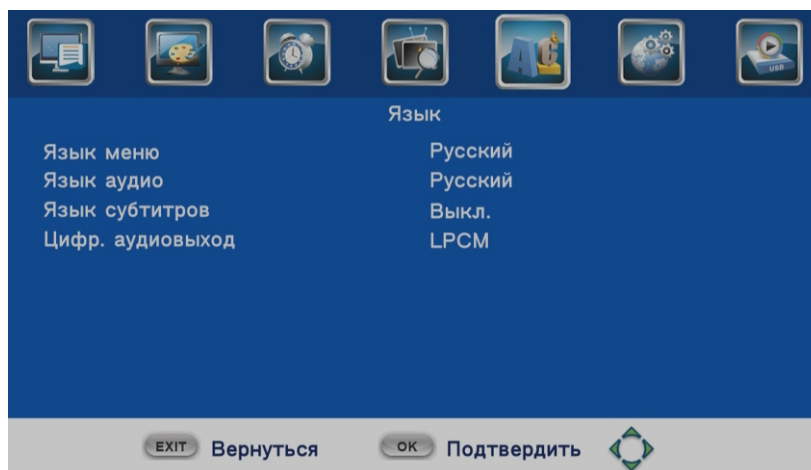 USB
Язык
Язык меню Русский
Язык аудио Русский
Язык субтитров Выкл.
Цифр. аудиовыход LPCM
EXIT Вернуться OK Подтвердить